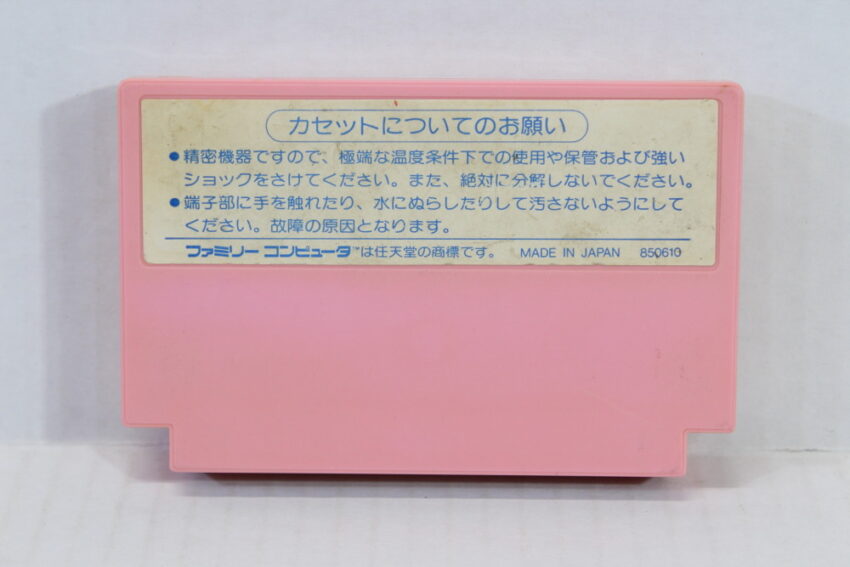 カセットについてのお願い
●精密機器ですので、極端な温度条件下での使用や保管および強い
ショックをさけてください。また、絶対に分解しないでください。
●端子部に手を触れたり、水にぬらしたりして汚さないようにして
ください。故障の原因となります。
ファミリー コンピュータ™は任天堂の商標です。 MADE IN JAPAN 850610